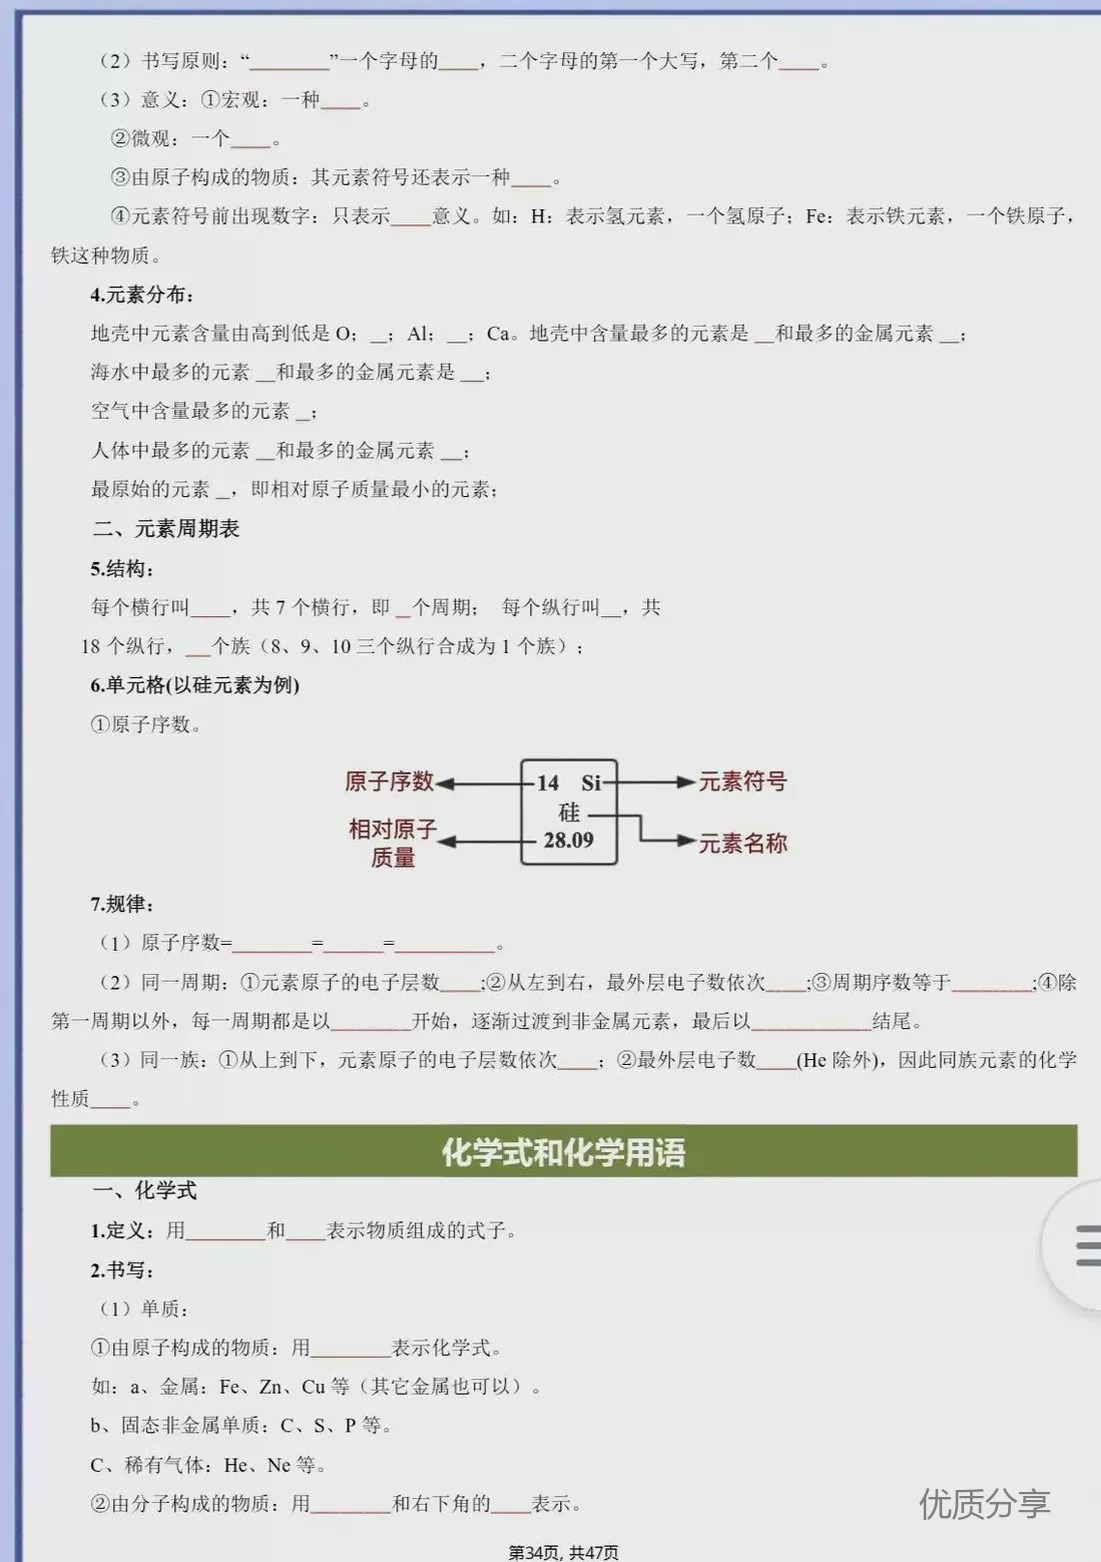 （2）书写原则：“________”一个字母的____，二个字母的第一个大写，第二个____。
（3）意义：①宏观：一种____。
②微观：一个____。
③由原子构成的物质：其元素符号还表示一种____。
④元素符号前出现数字：只表示____意义。如：H：表示氢元素，一个氢原子；Fe：表示铁元素，一个铁原子，
铁这种物质。
4.元素分布：
地壳中元素含量由高到低是 O；__；Al；__；Ca。地壳中含量最多的元素是 __和最多的金属元素 __；
海水中最多的元素 __和最多的金属元素是 __；
空气中含量最多的元素 _；
人体中最多的元素 __和最多的金属元素 __；
最原始的元素 _，即相对原子质量最小的元素；
二、元素周期表
5.结构：
每个横行叫____，共 7 个横行，即 _个周期； 每个纵行叫__，共
18 个纵行，__个族（8、9、10 三个纵行合成为 1 个族）；
6.单元格(以硅元素为例)
①原子序数。
原子序数 14 Si 元素符号
硅
相对原子质量 28.09 元素名称
7.规律：
（1）原子序数=________=______=__________。
（2）同一周期：①元素原子的电子层数____;②从左到右，最外层电子数依次____;③周期序数等于________;④除
第一周期以外，每一周期都是以________开始，逐渐过渡到非金属元素，最后以____________结尾。
（3）同一族：①从上到下，元素原子的电子层数依次____；②最外层电子数____(He 除外)，因此同族元素的化学
性质____。
化学式和化学用语
一、化学式
1.定义：用________和____表示物质组成的式子。
2.书写：
（1）单质：
①由原子构成的物质：用________表示化学式。
如：a、金属：Fe、Zn、Cu 等（其它金属也可以）。
b、固态非金属单质：C、S、P 等。
C、稀有气体：He、Ne 等。
②由分子构成的物质：用________和右下角的____表示。
优质分享
第34页, 共47页